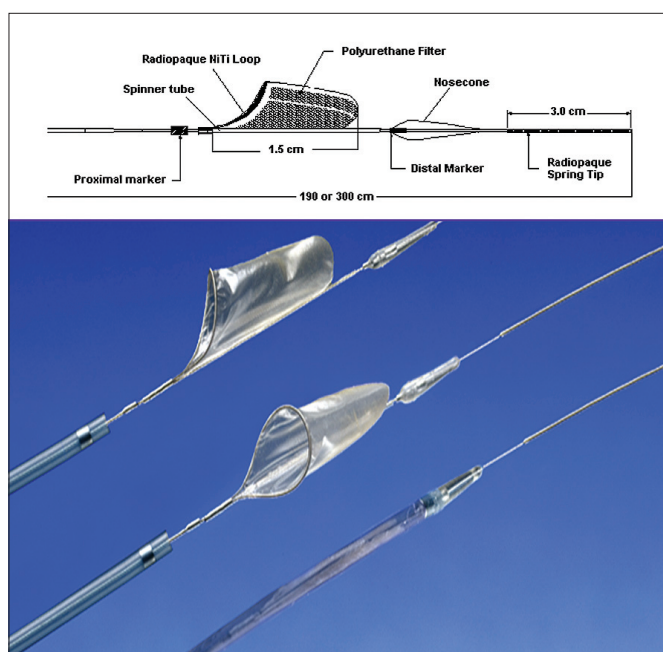 Polyurethane Filter
Radiopaque NiTi Loop
Spinner tube
Nosecone
3.0 cm
1.5 cm
Proximal marker
Distal Marker
Radiopaque
Spring Tip
190 or 300 cm